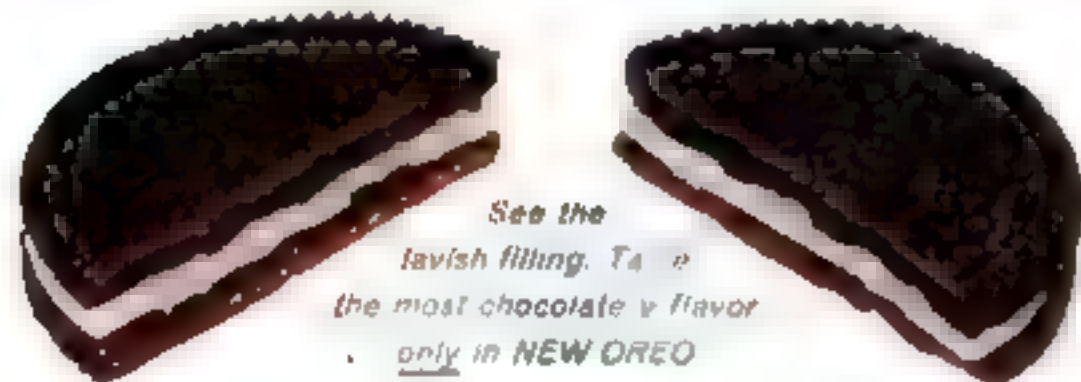 See the
lavish filling.
the most chocolate y flavor
only in NEW OREO